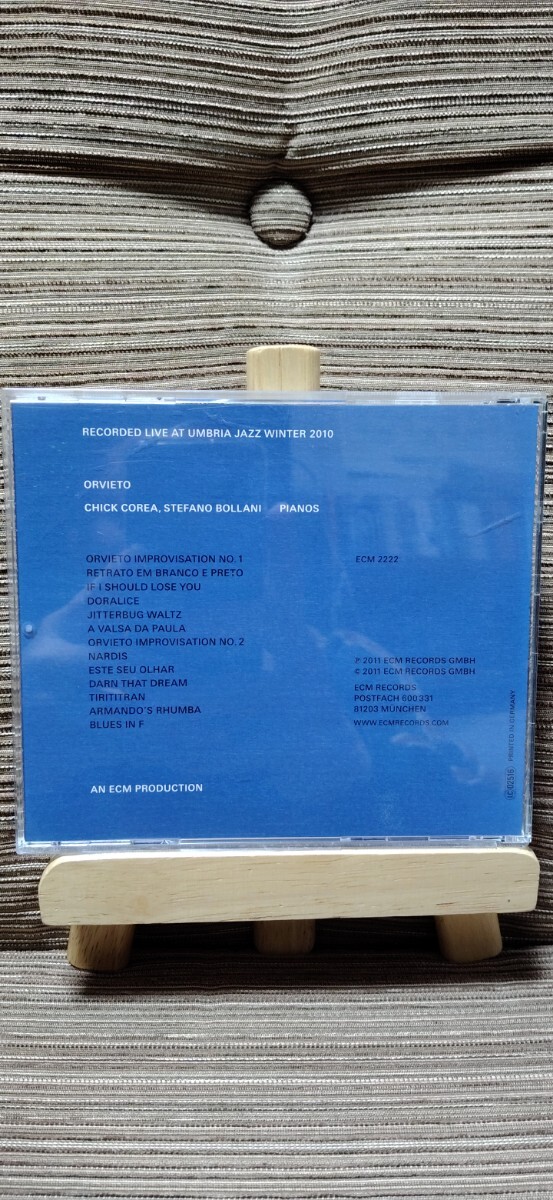 RECORDED LIVE AT UMBRIA JAZZ WINTER 2010
ORVIETO
CHICK COREA, STEFANO BOLLANI PIANOS
ORVIETO IMPROVISATION NO. 1
RETRATO EM BRANCO E PRETO
IF I SHOULD LOSE YOU
DORALICE
JITTERBUG WALTZ
A VALSA DA PAULA
ORVIETO IMPROVISATION NO. 2
NARDIS
ESTE SEU OLHAR
DARN THAT DREAM
TIRITITRAN
ARMANDO'S RHUMBA
BLUES IN F
ECM 2222
℗ 2011 ECM RECORDS GMBH
© 2011 ECM RECORDS GMBH
ECM RECORDS
POSTFACH 600331
81203 MÜNCHEN
WWW.ECMRECORDS.COM
LC 02516 PRINTED IN GERMANY
AN ECM PRODUCTION